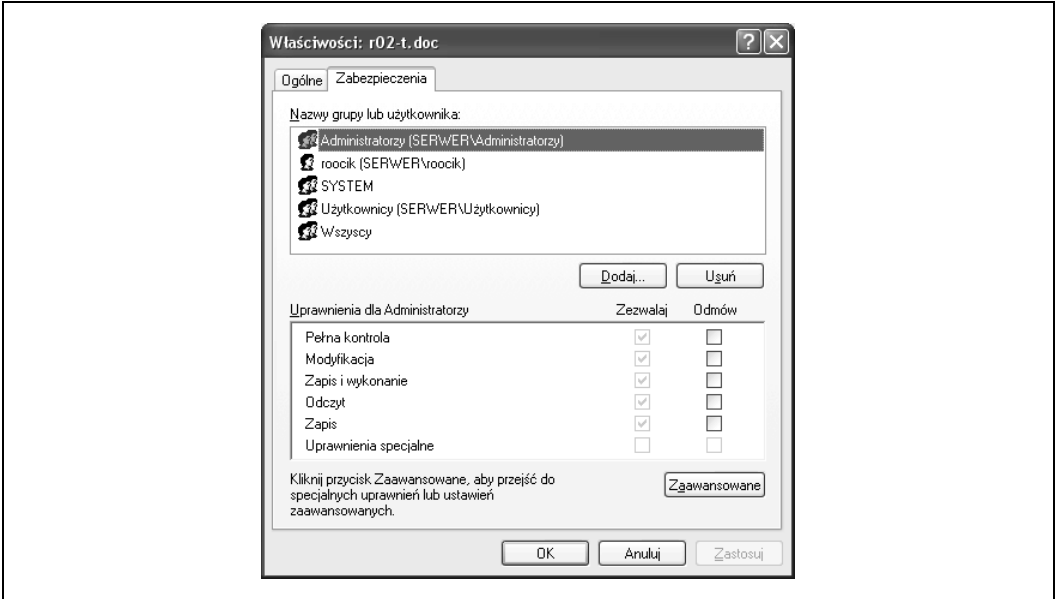 Właściwości: r02-t.doc
Ogólne Zabezpieczenia
Nazwy grupy lub użytkownika:
Administratorzy (SERWER\Administratorzy)
roocik (SERWER\roocik)
SYSTEM
Użytkownicy (SERWER\Użytkownicy)
Wszyscy
Dodaj... Usuń
Uprawnienia dla Administratorzy Zezwalaj Odmów
Pełna kontrola
Modyfikacja
Zapis i wykonanie
Odczyt
Zapis
Uprawnienia specjalne
Kliknij przycisk Zaawansowane, aby przejść do
specjalnych uprawnień lub ustawień
zaawansowanych.
Zaawansowane
OK Anuluj Zastosuj